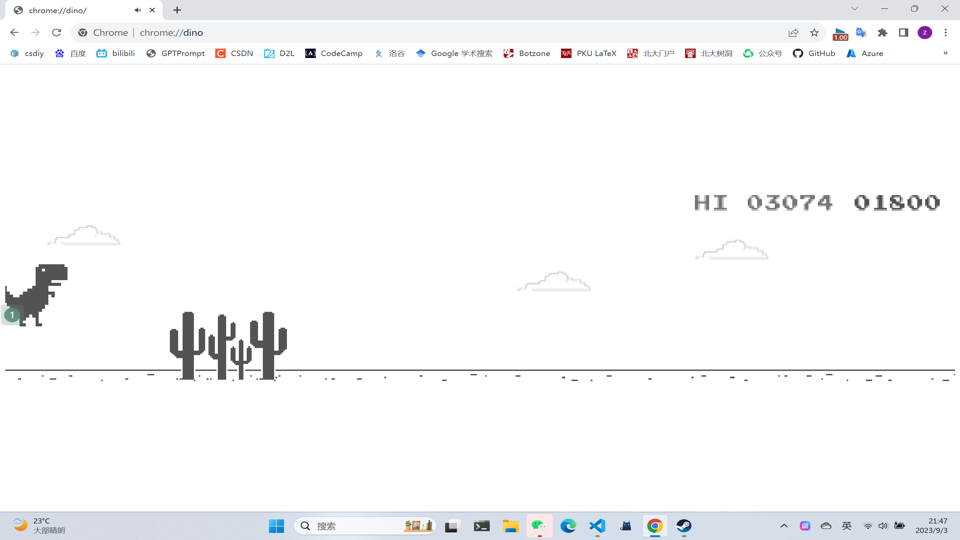 chrome://dino/
Chrome | chrome://dino
1.00
z
csdiy 百度 bilibili GPTPrompt CSDN D2L CodeCamp 洛谷 Google 学术搜索 Botzone PKU LaTeX 北大门户 北大树洞 公众号 GitHub Azure »
HI 03074 01800
1
23°C
大部晴朗
搜索
英
21:47
2023/9/3